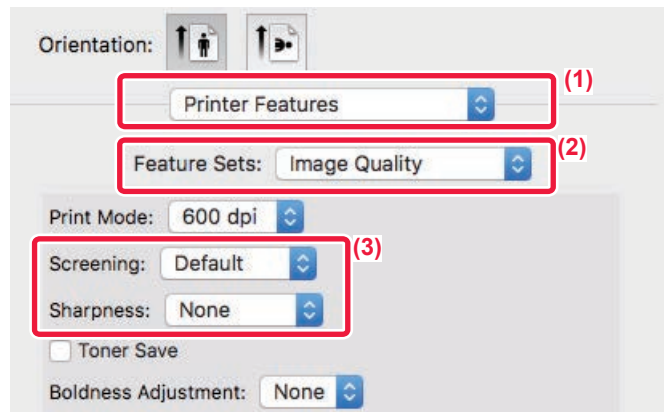 Orientation:
(1)
Printer Features
(2)
Feature Sets: Image Quality
Print Mode: 600 dpi
(3)
Screening: Default
Sharpness: None
Toner Save
Boldness Adjustment: None